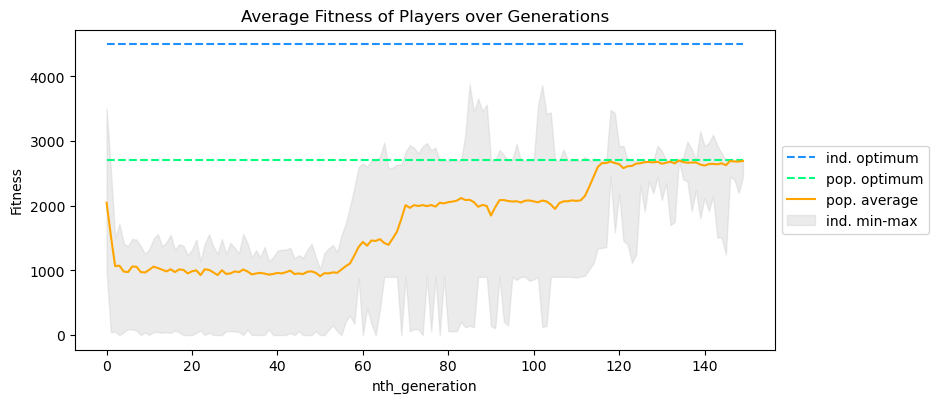 Average Fitness of Players over Generations
Fitness
4000
3000
2000
1000
0
0 20 40 60 80 100 120 140
nth_generation
ind. optimum
pop. optimum
pop. average
ind. min-max